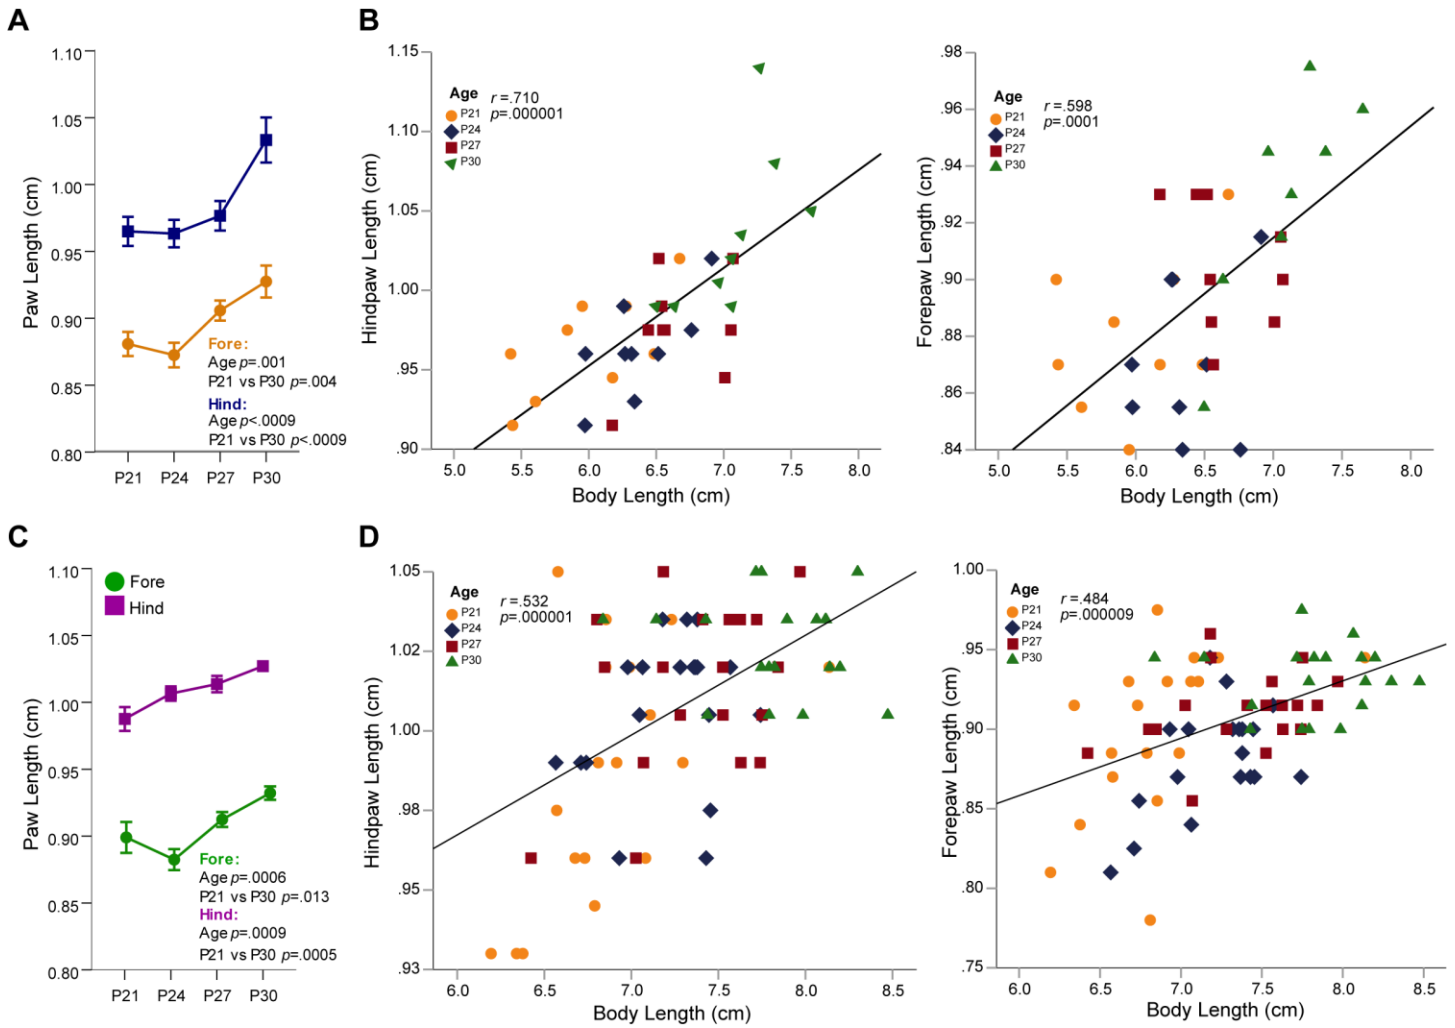 A
1.10
1.05
1.00
0.95
0.90
0.85
0.80
Paw Length (cm)
Fore:
Age p=.001
P21 vs P30 p=.004
Hind:
Age p<.0009
P21 vs P30 p<.0009
P21 P24 P27 P30
B
1.15
1.10
1.05
1.00
.95
.90
Hindpaw Length (cm)
Age
P21
P24
P27
P30
r=.710
p=.000001
5.0 5.5 6.0 6.5 7.0 7.5 8.0
Body Length (cm)
.98
.96
.94
.92
.90
.88
.86
.84
Forepaw Length (cm)
Age
P21
P24
P27
P30
r=.598
p=.0001
5.0 5.5 6.0 6.5 7.0 7.5 8.0
Body Length (cm)
C
1.10
1.05
1.00
0.95
0.90
0.85
0.80
Paw Length (cm)
Fore
Hind
Fore:
Age p=.0006
P21 vs P30 p=.013
Hind:
Age p=.0009
P21 vs P30 p=.0005
P21 P24 P27 P30
D
1.05
1.02
1.00
.98
.95
.93
Hindpaw Length (cm)
Age
P21
P24
P27
P30
r=.532
p=.000001
6.0 6.5 7.0 7.5 8.0 8.5
Body Length (cm)
1.00
.95
.90
.85
.80
.75
Forepaw Length (cm)
Age
P21
P24
P27
P30
r=.484
p=.000009
6.0 6.5 7.0 7.5 8.0 8.5
Body Length (cm)